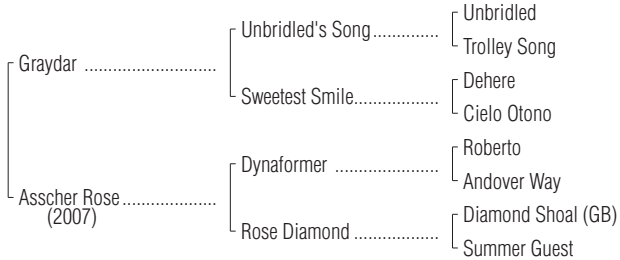 Unbridled
Unbridled's Song..............
Trolley Song
Graydar ............................
Dehere
Sweetest Smile..................
Cielo Otono
Roberto
Dynaformer ......................
Andover Way
Asscher Rose....................
(2007)
Diamond Shoal (GB)
Rose Diamond ..................
Summer Guest